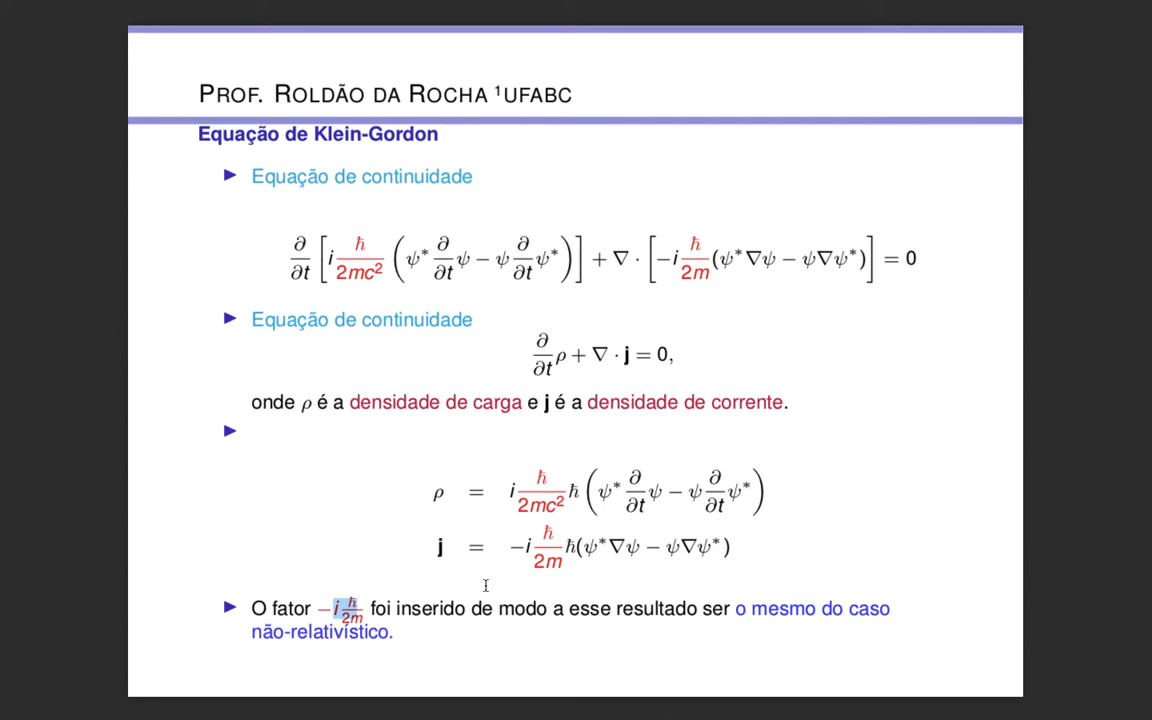 PROF. ROLDÃO DA ROCHA ¹UFABC
Equação de Klein-Gordon
► Equação de continuidade
∂/∂t [i ħ/2mc² (ψ* ∂/∂t ψ − ψ ∂/∂t ψ*)] + ∇ · [−i ħ/2m (ψ*∇ψ − ψ∇ψ*)] = 0
► Equação de continuidade
∂/∂t ρ + ∇ · j = 0,
onde ρ é a densidade de carga e j é a densidade de corrente.
►
ρ = i ħ/2mc² ħ (ψ* ∂/∂t ψ − ψ ∂/∂t ψ*)
j = −i ħ/2m ħ(ψ*∇ψ − ψ∇ψ*)
► O fator −i ħ/2m foi inserido de modo a esse resultado ser o mesmo do caso
não-relativístico.